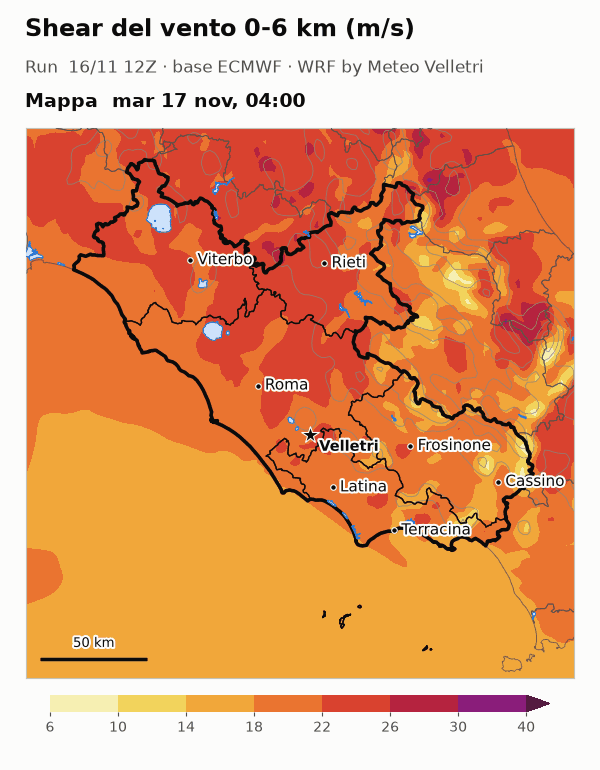 Shear del vento 0-6 km (m/s)
Run  16/11 12Z · base ECMWF · WRF by Meteo Velletri
Mappa  mar 17 nov, 04:00
Viterbo
Rieti
Roma
Velletri
Frosinone
Latina
Cassino
Terracina
50 km
6 10 14 18 22 26 30 40